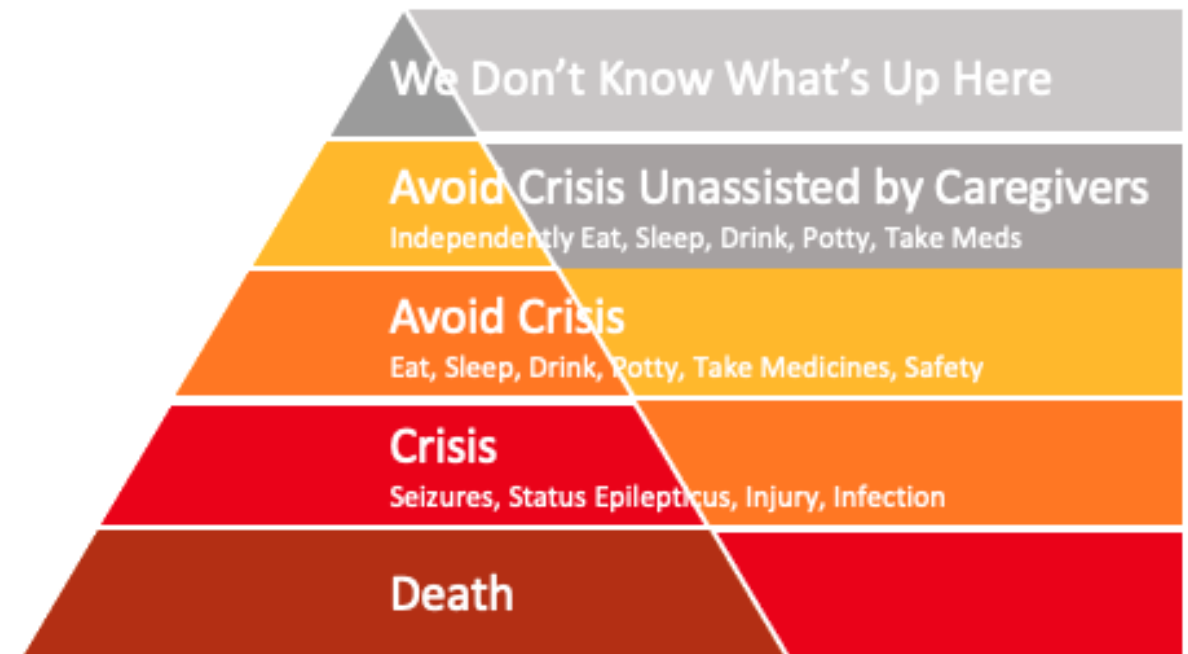 We Don’t Know What’s Up Here
Avoid Crisis Unassisted by Caregivers
Independently Eat, Sleep, Drink, Potty, Take Meds
Avoid Crisis
Eat, Sleep, Drink, Potty, Take Medicines, Safety
Crisis
Seizures, Status Epilepticus, Injury, Infection
Death